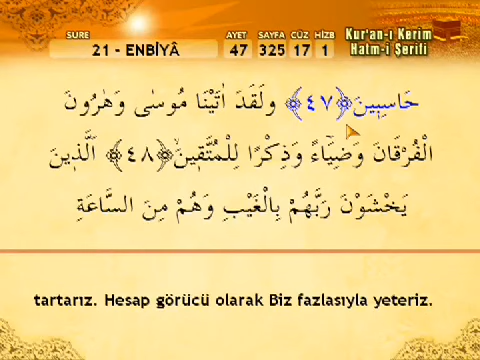 SURE AYET SAYFA CÜZ HİZB
21 - ENBİYÂ 47 325 17 1
Kur'an-ı Kerim
Hatm-i Şerifi
حَاسِب۪ينَ ﴿٤٧﴾ وَلَقَدْ اٰتَيْنَا مُوسٰى وَهٰرُونَ
الْفُرْقَانَ وَضِيَٓاءً وَذِكْرًا لِلْمُتَّق۪ينَۙ ﴿٤٨﴾ اَلَّذ۪ينَ
يَخْشَوْنَ رَبَّهُمْ بِالْغَيْبِ وَهُمْ مِنَ السَّاعَةِ
tartarız. Hesap görücü olarak Biz fazlasıyla yeteriz.